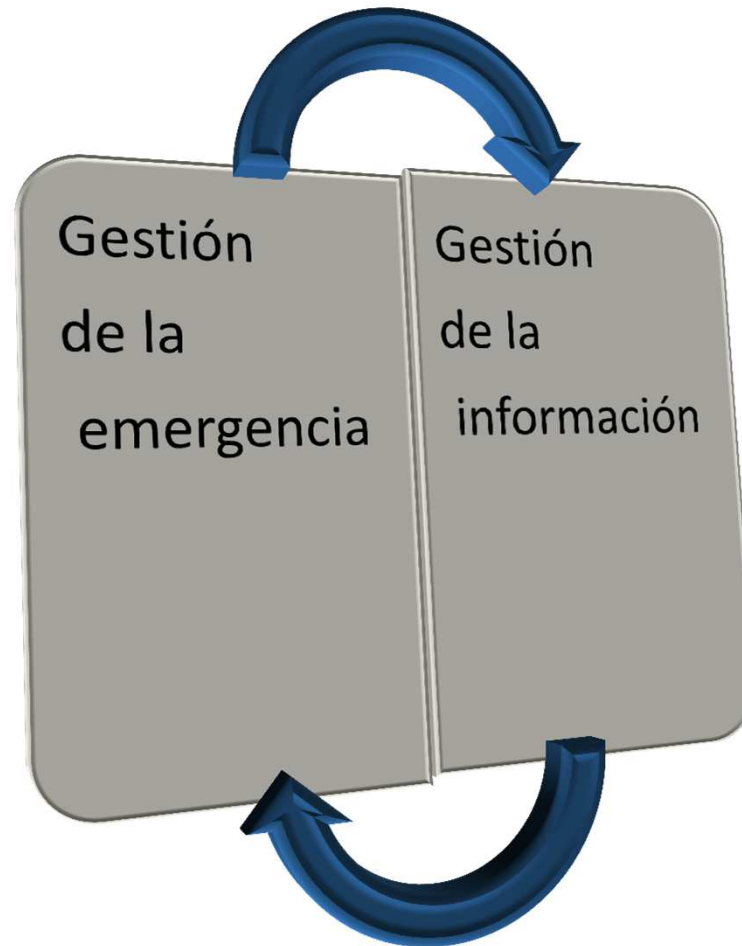 Gestión
de la
emergencia
Gestión
de la
información